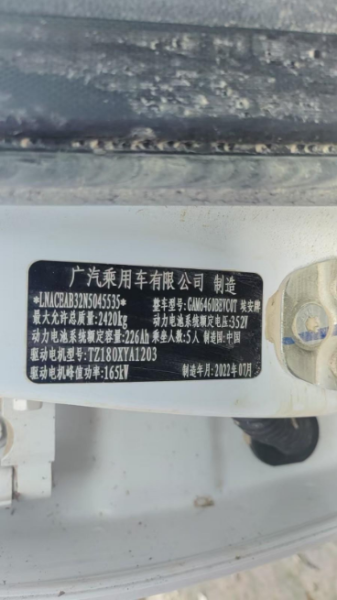 广汽乘用车有限公司 制造
*LNACEAB32N5045535* 整车型号:GAM6460BEVC0T 埃安牌
最大允许总质量:2420kg 动力电池系统额定电压:352V
动力电池系统额定容量:226Ah 乘坐人数:5人 制造国:中国
驱动电机型号:TZ180XYA1203
驱动电机峰值功率:165kW 制造年月:2022年07月